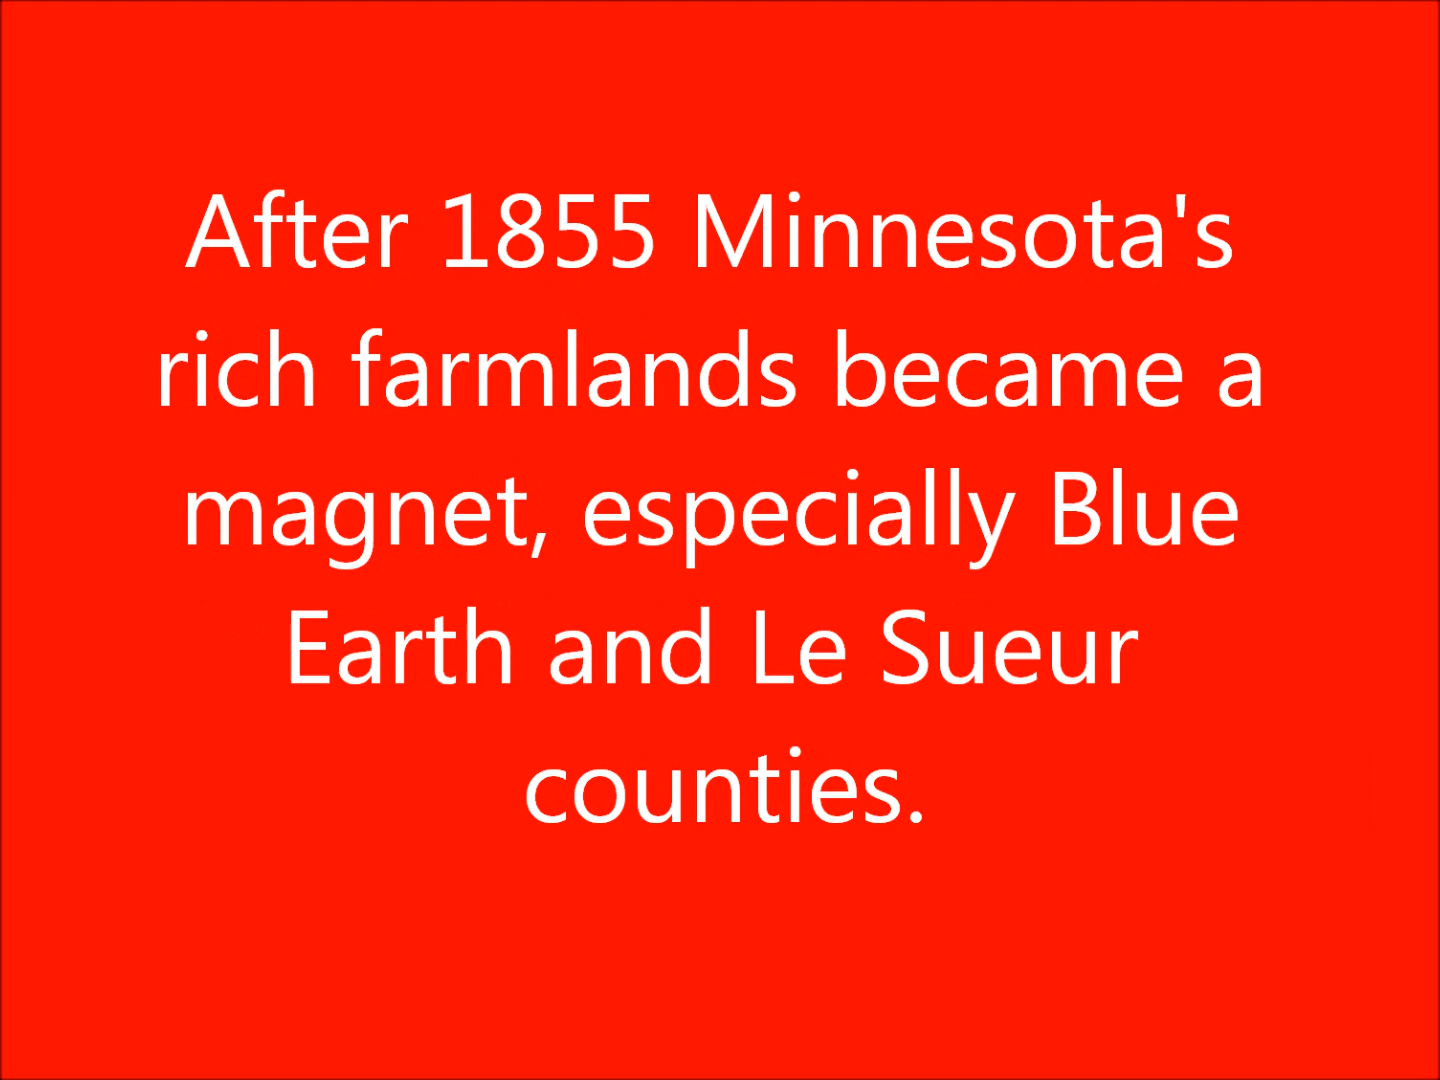 After 1855 Minnesota's
rich farmlands became a
magnet, especially Blue
Earth and Le Sueur
counties.